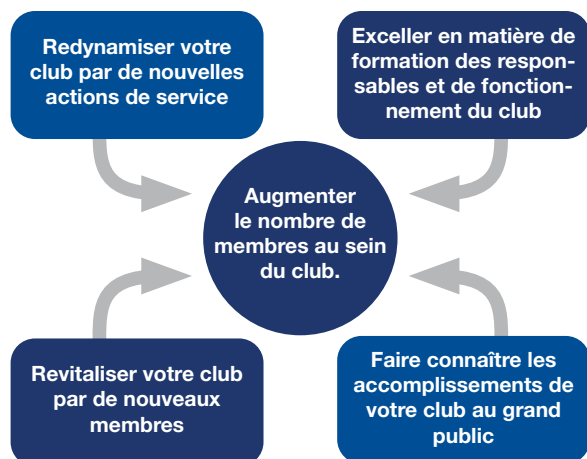 Redynamiser votre
club par de nouvelles
actions de service
Exceller en matière de
formation des respon-
sables et de fonction-
nement du club
Augmenter
le nombre de
membres au sein
du club.
Revitaliser votre club
par de nouveaux
membres
Faire connaître les
accomplissements de
votre club au grand
public